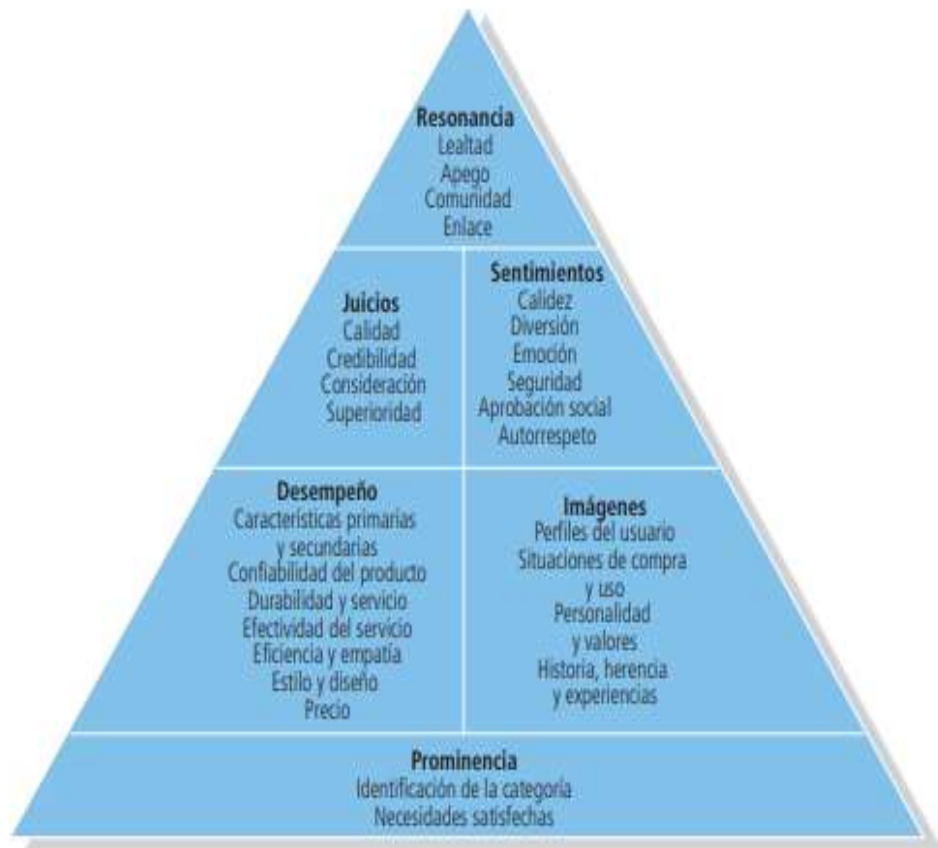 Resonancia
Lealtad
Apego
Comunidad
Enlace
Juicios
Calidad
Credibilidad
Consideración
Superioridad
Sentimientos
Calidez
Diversión
Emoción
Seguridad
Aprobación social
Autorrespeto
Desempeño
Características primarias
y secundarias
Confiabilidad del producto
Durabilidad y servicio
Efectividad del servicio
Eficiencia y empatía
Estilo y diseño
Precio
Imágenes
Perfiles del usuario
Situaciones de compra
y uso
Personalidad
y valores
Historia, herencia
y experiencias
Prominencia
Identificación de la categoría
Necesidades satisfechas